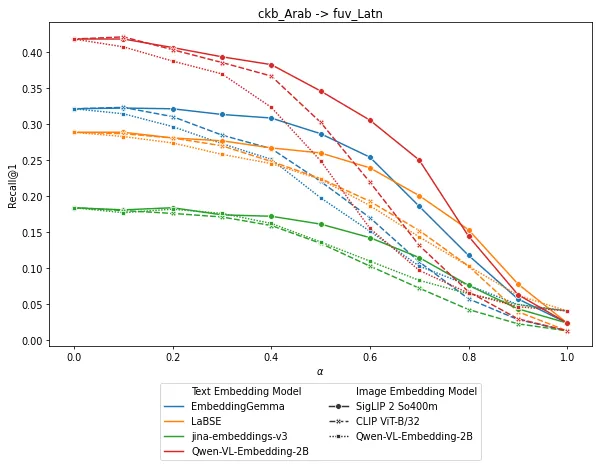 ckb_Arab -> fuv_Latn
Recall@1
0.40
0.35
0.30
0.25
0.20
0.15
0.10
0.05
0.00
0.0 0.2 0.4 0.6 0.8 1.0
α
Text Embedding Model Image Embedding Model
EmbeddingGemma SigLIP 2 So400m
LaBSE CLIP ViT-B/32
jina-embeddings-v3 Qwen-VL-Embedding-2B
Qwen-VL-Embedding-2B